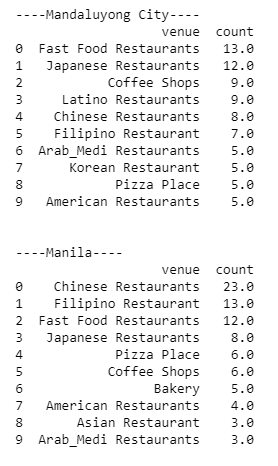 ----Mandaluyong City----
venue count
0 Fast Food Restaurants 13.0
1 Japanese Restaurants 12.0
2 Coffee Shops 9.0
3 Latino Restaurants 9.0
4 Chinese Restaurants 8.0
5 Filipino Restaurant 7.0
6 Arab_Medi Restaurants 5.0
7 Korean Restaurant 5.0
8 Pizza Place 5.0
9 American Restaurants 5.0
----Manila----
venue count
0 Chinese Restaurants 23.0
1 Filipino Restaurant 13.0
2 Fast Food Restaurants 12.0
3 Japanese Restaurants 8.0
4 Pizza Place 6.0
5 Coffee Shops 6.0
6 Bakery 5.0
7 American Restaurants 4.0
8 Asian Restaurant 3.0
9 Arab_Medi Restaurants 3.0